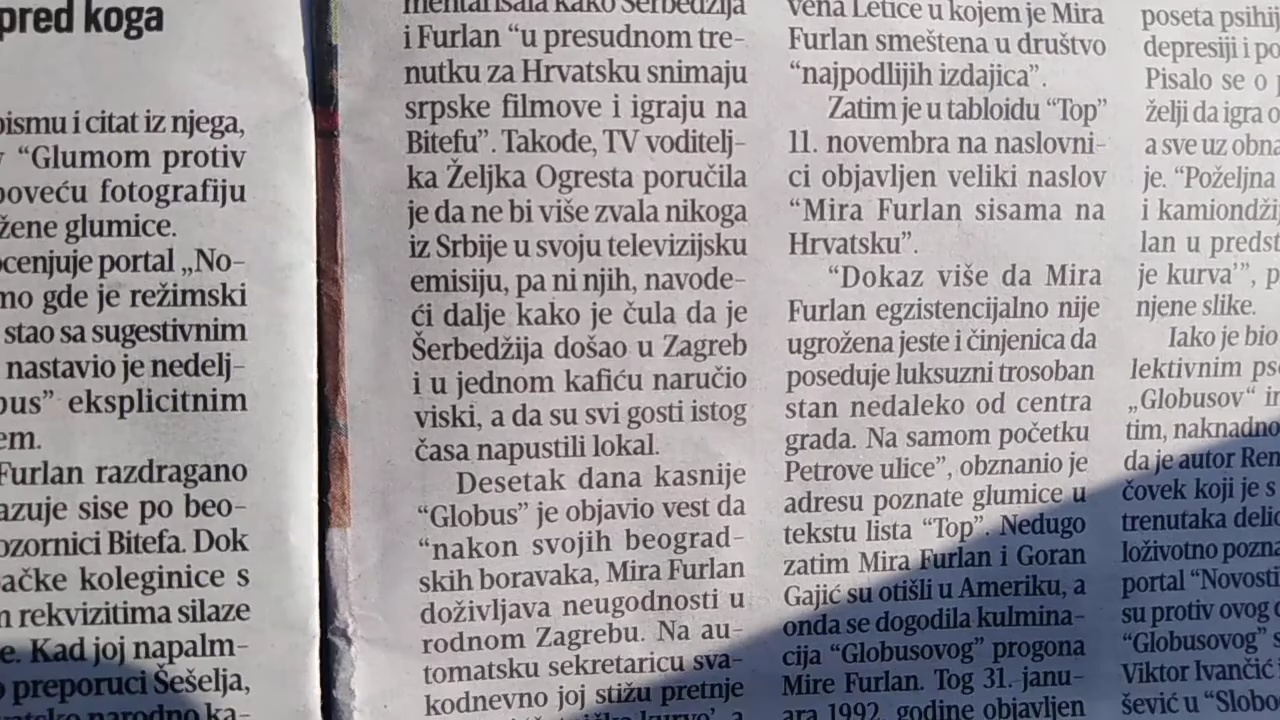 pred koga
pismu i citat iz njega,
“Glumom protiv
poveću fotografiju
žene glumice.
ocenjuje portal „No-
mo gde je režimski
stao sa sugestivnim
nastavio je nedelj-
bus” eksplicitnim
em.
Furlan razdragano
azuje sise po beo-
ozornici Bitefa. Dok
ačke koleginice s
rekvizitima silaze
e. Kad joj napalm-
preporuci Šešelja,
narodno ka-
mentarisala kako Šerbedžija
i Furlan “u presudnom tre-
nutku za Hrvatsku snimaju
srpske filmove i igraju na
Bitefu”. Takođe, TV voditelj-
ka Željka Ogresta poručila
je da ne bi više zvala nikoga
iz Srbije u svoju televizijsku
emisiju, pa ni njih, navode-
ći dalje kako je čula da je
Šerbedžija došao u Zagreb
i u jednom kafiću naručio
viski, a da su svi gosti istog
časa napustili lokal.
Desetak dana kasnije
“Globus” je objavio vest da
“nakon svojih beograd-
skih boravaka, Mira Furlan
doživljava neugodnosti u
rodnom Zagrebu. Na au-
tomatsku sekretaricu sva-
kodnevno joj stižu pretnje
vena Letice u kojem je Mira
Furlan smeštena u društvo
“najpodlijih izdajica”.
Zatim je u tabloidu “Top”
11. novembra na naslovni-
ci objavljen veliki naslov
“Mira Furlan sisama na
Hrvatsku”.
“Dokaz više da Mira
Furlan egzistencijalno nije
ugrožena jeste i činjenica da
poseduje luksuzni trosoban
stan nedaleko od centra
grada. Na samom početku
Petrove ulice”, obznanio je
adresu poznate glumice u
tekstu lista “Top”. Nedugo
zatim Mira Furlan i Goran
Gajić su otišli u Ameriku, a
onda se dogodila kulmina-
cija “Globusovog” progona
Mire Furlan. Tog 31. janu-
ara 1992. godine objavljen
poseta psihij
depresiji i po
Pisalo se o
želji da igra o
a sve uz obna
je. “Poželjna
i kamiondži
lan u predst
je kurva’”, p
njene slike.
Iako je bio
lektivnim pse
„Globusov“ in
tim, naknadno
da je autor Ren
čovek koji je s
trenutaka delio
loživotno pozna
portal “Novosti
su protiv ovog
“Globusovog”
Viktor Ivančić i
šević u “Slobo